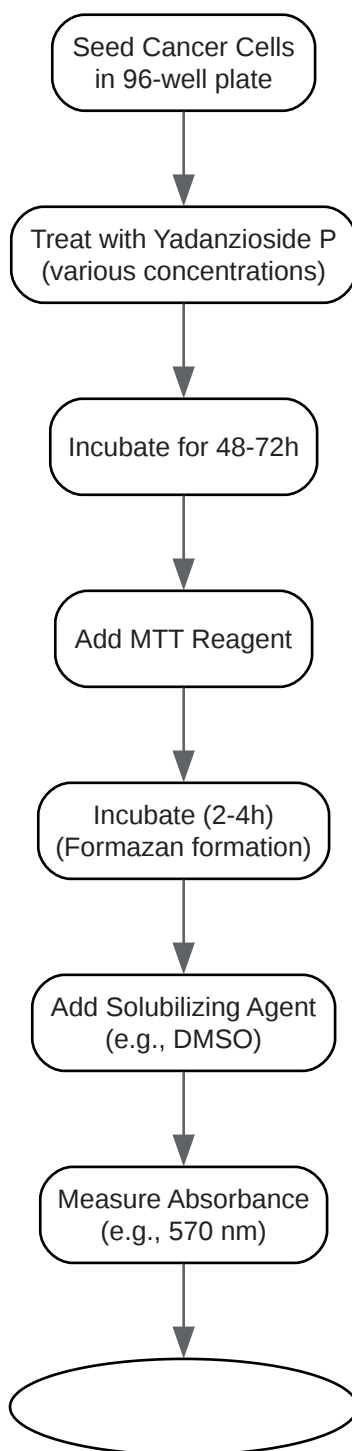 Seed Cancer Cells
in 96-well plate
Treat with Yadanzioside P
(various concentrations)
Incubate for 48-72h
Add MTT Reagent
Incubate (2-4h)
(Formazan formation)
Add Solubilizing Agent
(e.g., DMSO)
Measure Absorbance
(e.g., 570 nm)